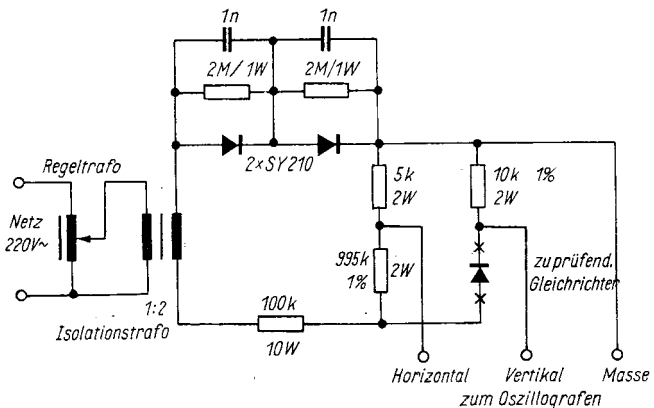 1n
1n
2M/1W
2M/1W
2×SY210
Regeltrafo
Netz
220V~
1:2
Isolationstrafo
5k
2W
10k 1%
2W
995k
1%
2W
zu prüfend.
Gleichrichter
100k
10W
Horizontal
Vertikal
Masse
zum Oszillografen